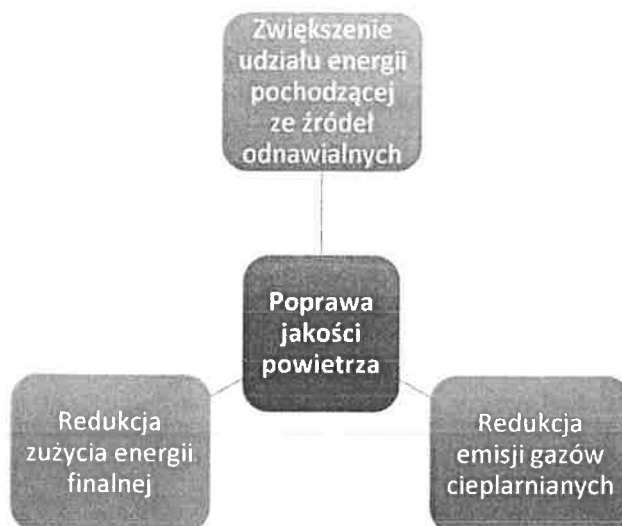 Zwiększenie
udziału energii
pochodzącej
ze źródeł
odnawialnych
Poprawa
jakości
powietrza
Redukcja
zużycia energii
finalnej
Redukcja
emisji gazów
cieplarnianych